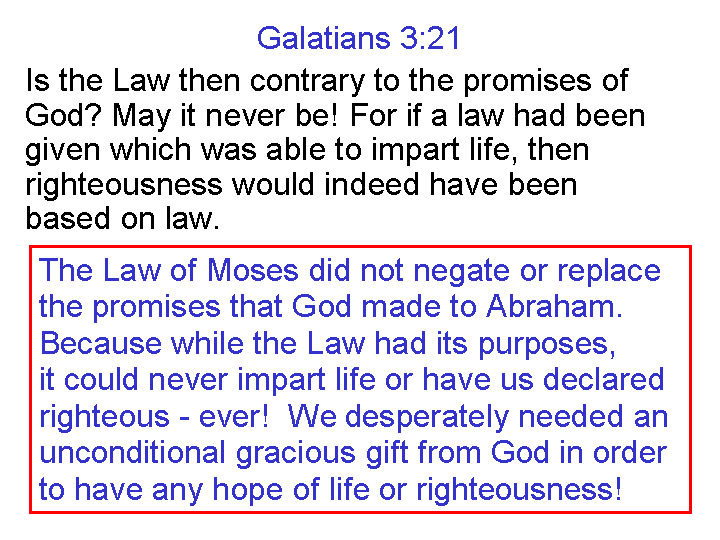 Galatians 3:21
Is the Law then contrary to the promises of
God? May it never be! For if a law had been
given which was able to impart life, then
righteousness would indeed have been
based on law.
The Law of Moses did not negate or replace
the promises that God made to Abraham.
Because while the Law had its purposes,
it could never impart life or have us declared
righteous - ever!  We desperately needed an
unconditional gracious gift from God in order
to have any hope of life or righteousness!